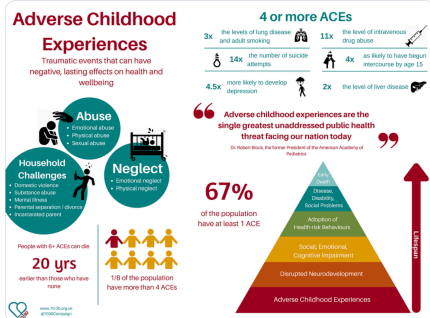 Adverse Childhood
Experiences
Traumatic events that can have
negative, lasting effects on health and
wellbeing
Abuse
• Emotional abuse
• Physical abuse
• Sexual abuse
Household
Challenges
• Domestic violence
• Substance abuse
• Mental illness
• Parental separation / divorce
• Incarcerated parent
Neglect
• Emotional neglect
• Physical neglect
People with 6+ ACEs can die
20 yrs
earlier than those who have
none
1/8 of the population
have more than 4 ACEs
www.70-30.org.uk
@7030Campaign
4 or more ACEs
3x
the levels of lung disease
and adult smoking
11x
the level of intravenous
drug abuse
14x
the number of suicide
attempts
4x
as likely to have begun
intercourse by age 15
4.5x
more likely to develop
depression
2x
the level of liver disease
“
Adverse childhood experiences are the
single greatest unaddressed public health
threat facing our nation today
”
Dr. Robert Block, the former President of the American Academy of
Pediatrics
67%
of the population
have at least 1 ACE
Early
Death
Disease,
Disability,
Social Problems
Adoption of
Health-risk Behaviours
Social, Emotional,
Cognitive Impairment
Disrupted Neurodevelopment
Adverse Childhood Experiences
Lifespan